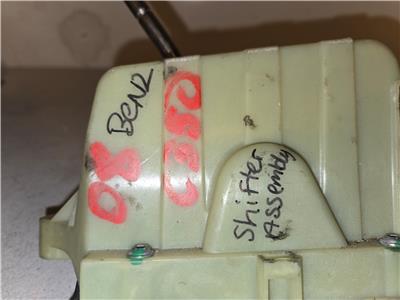 08 BENZ
C350
Shifter
Assembly